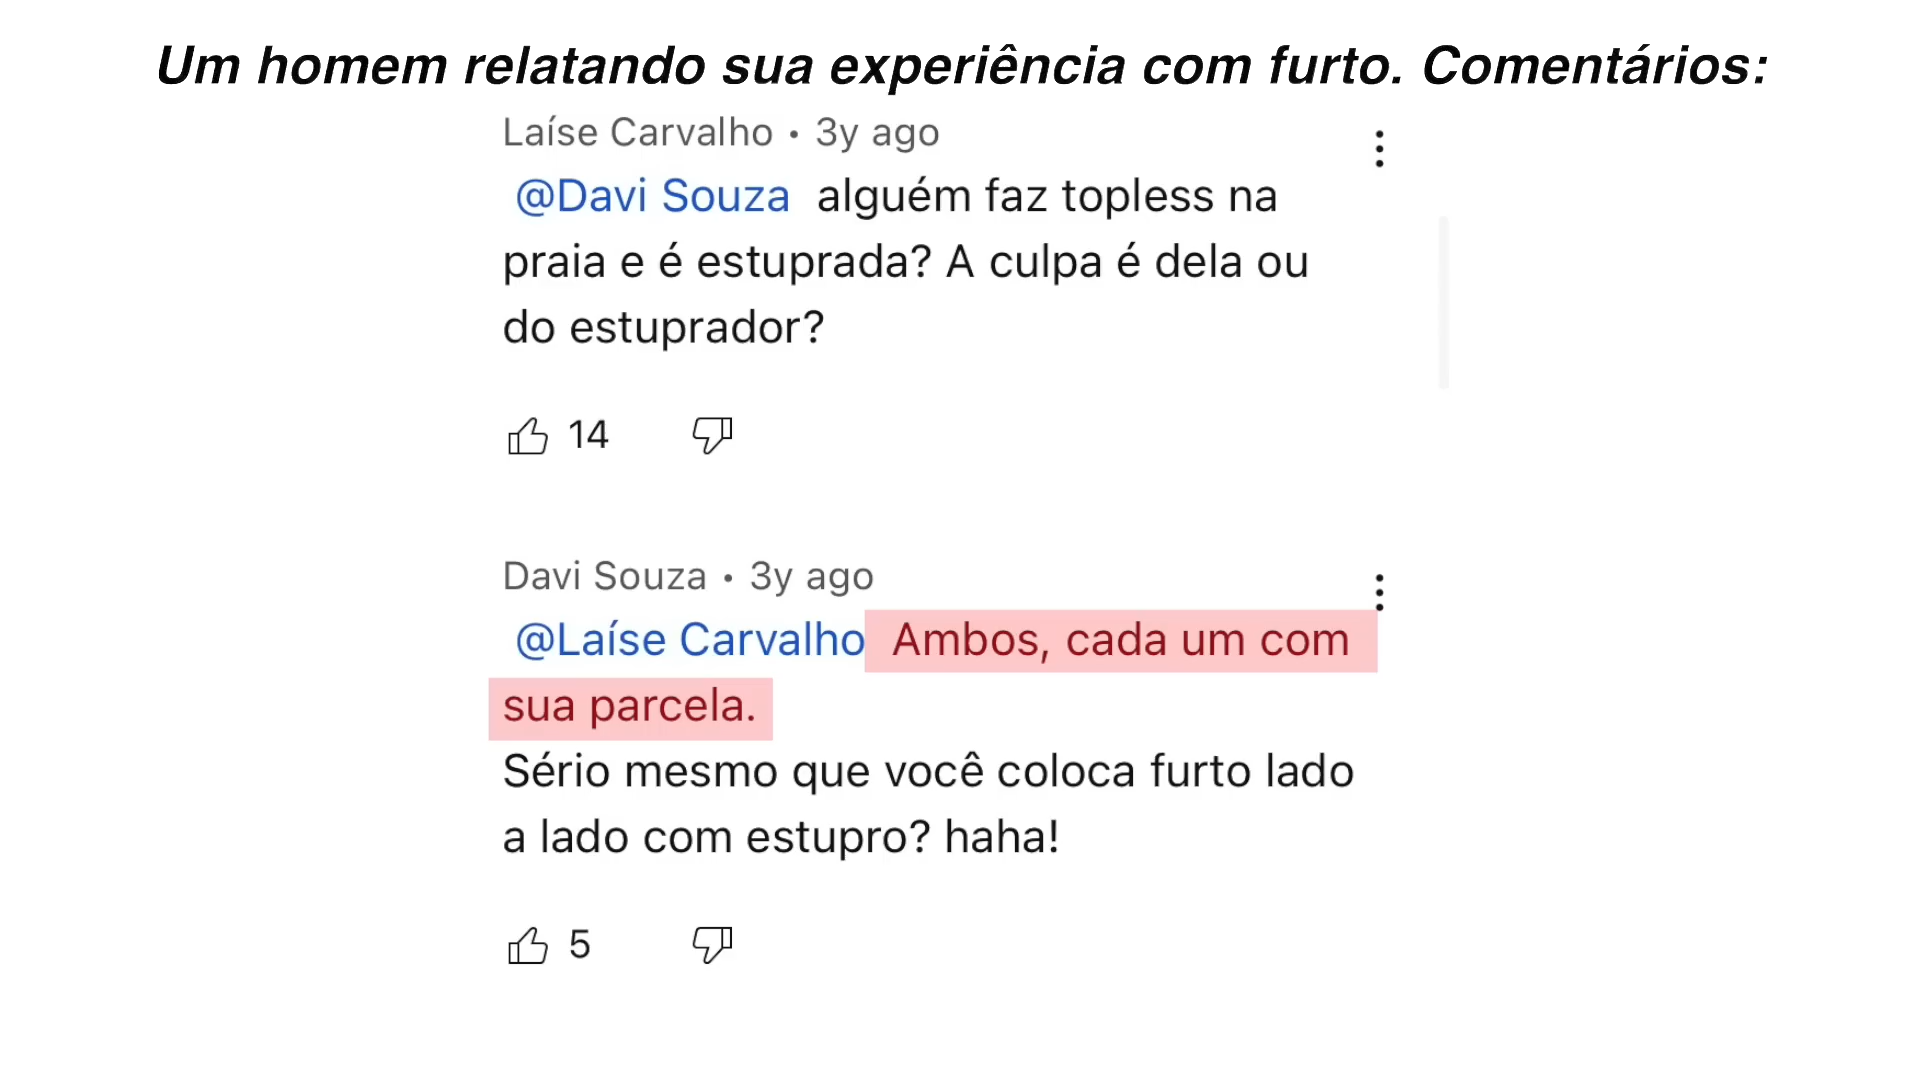 Um homem relatando sua experiência com furto. Comentários:
Laíse Carvalho • 3y ago
@Davi Souza alguém faz topless na
praia e é estuprada? A culpa é dela ou
do estuprador?
14
Davi Souza • 3y ago
@Laíse Carvalho Ambos, cada um com
sua parcela.
Sério mesmo que você coloca furto lado
a lado com estupro? haha!
5